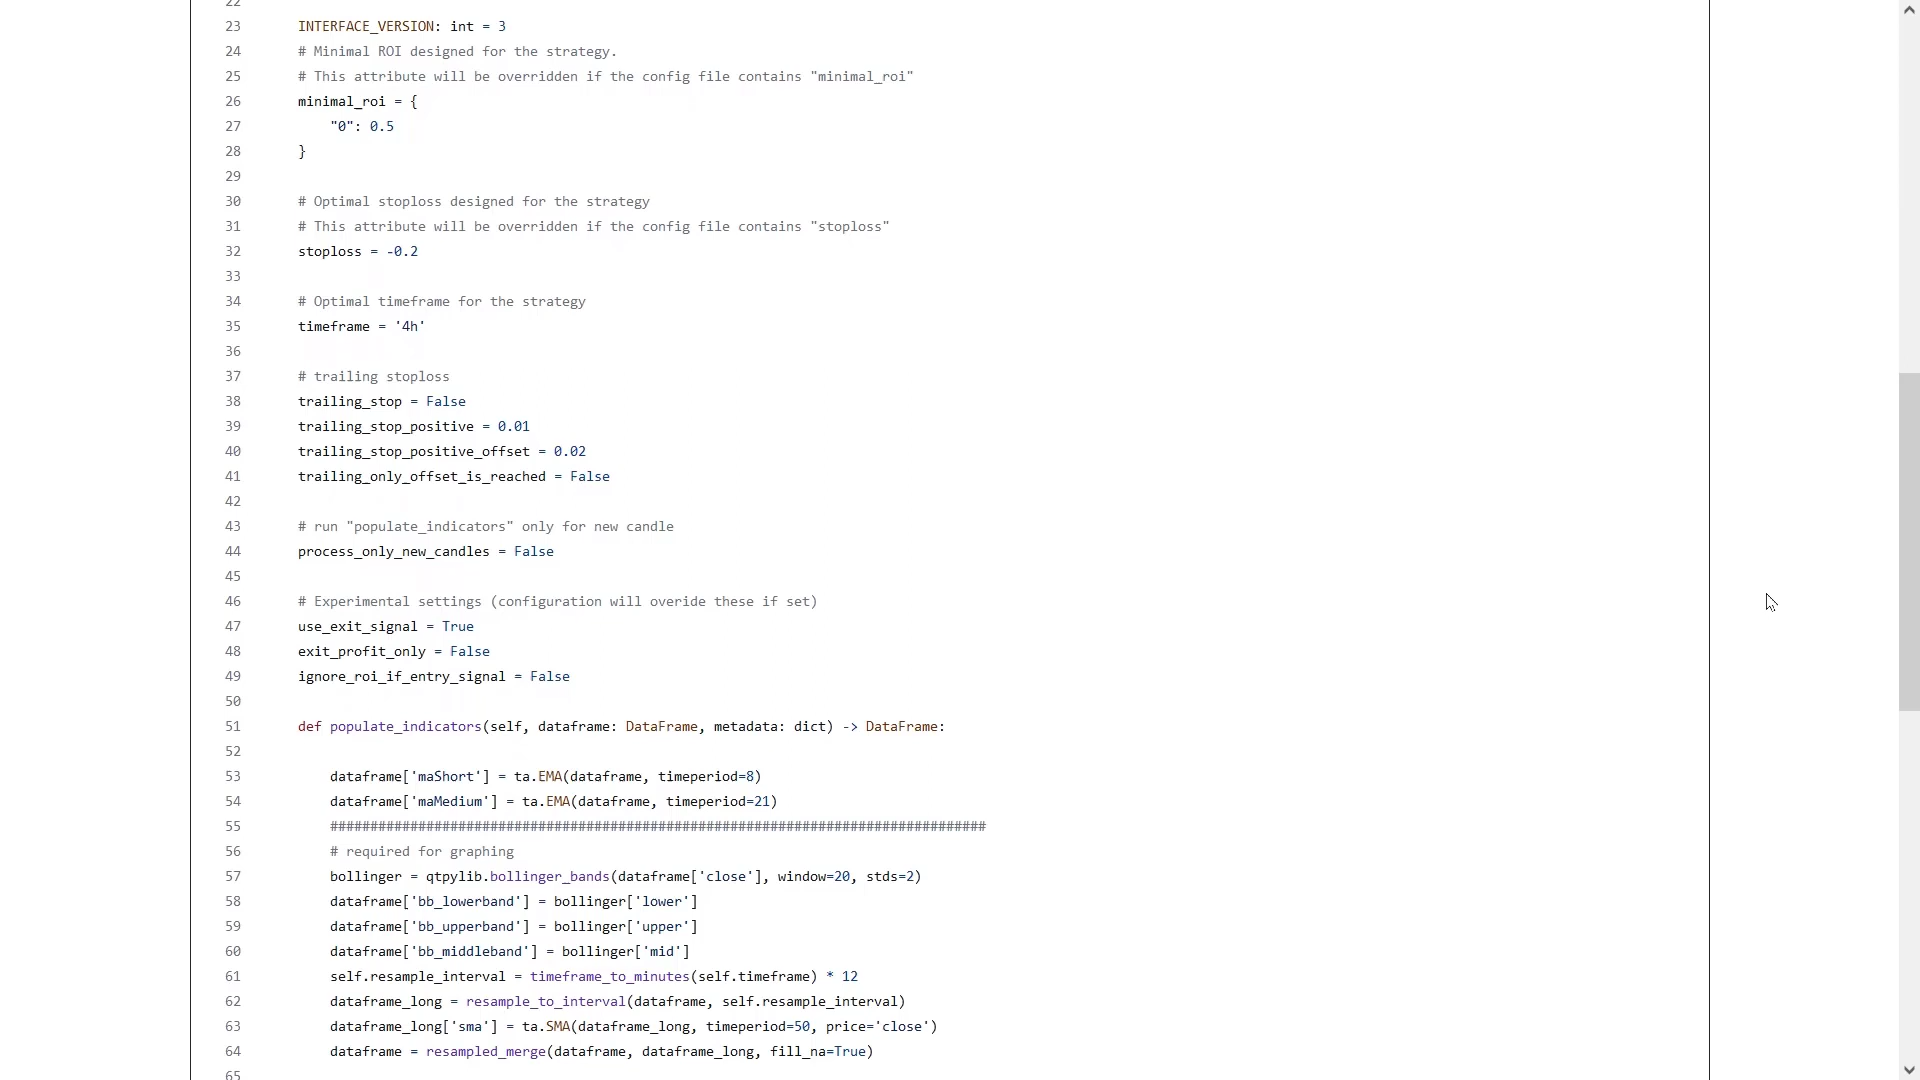 22
23 INTERFACE_VERSION: int = 3
24 # Minimal ROI designed for the strategy.
25 # This attribute will be overridden if the config file contains "minimal_roi"
26 minimal_roi = {
27 "0": 0.5
28 }
29
30 # Optimal stoploss designed for the strategy
31 # This attribute will be overridden if the config file contains "stoploss"
32 stoploss = -0.2
33
34 # Optimal timeframe for the strategy
35 timeframe = '4h'
36
37 # trailing stoploss
38 trailing_stop = False
39 trailing_stop_positive = 0.01
40 trailing_stop_positive_offset = 0.02
41 trailing_only_offset_is_reached = False
42
43 # run "populate_indicators" only for new candle
44 process_only_new_candles = False
45
46 # Experimental settings (configuration will overide these if set)
47 use_exit_signal = True
48 exit_profit_only = False
49 ignore_roi_if_entry_signal = False
50
51 def populate_indicators(self, dataframe: DataFrame, metadata: dict) -> DataFrame:
52
53 dataframe['maShort'] = ta.EMA(dataframe, timeperiod=8)
54 dataframe['maMedium'] = ta.EMA(dataframe, timeperiod=21)
55 ##################################################################################
56 # required for graphing
57 bollinger = qtpylib.bollinger_bands(dataframe['close'], window=20, stds=2)
58 dataframe['bb_lowerband'] = bollinger['lower']
59 dataframe['bb_upperband'] = bollinger['upper']
60 dataframe['bb_middleband'] = bollinger['mid']
61 self.resample_interval = timeframe_to_minutes(self.timeframe) * 12
62 dataframe_long = resample_to_interval(dataframe, self.resample_interval)
63 dataframe_long['sma'] = ta.SMA(dataframe_long, timeperiod=50, price='close')
64 dataframe = resampled_merge(dataframe, dataframe_long, fill_na=True)
65